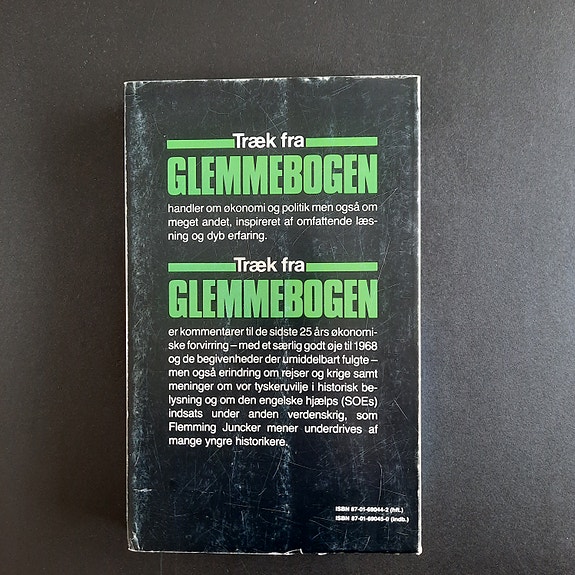 Træk fra
GLEMMEBOGEN
handler om økonomi og politik men også om
meget andet, inspireret af omfattende læs-
ning og dyb erfaring.
Træk fra
GLEMMEBOGEN
er kommentarer til de sidste 25 års økonomi-
ske forvirring – med et særlig godt øje til 1968
og de begivenheder der umiddelbart fulgte –
men også erindring om rejser og krige samt
meninger om vor tyskeruvilje i historisk be-
lysning og om den engelske hjælps (SOEs)
indsats under anden verdenskrig, som
Flemming Juncker mener underdrives af
mange yngre historikere.
ISBN 87-01-69044-2 (hft.)
ISBN 87-01-69045-0 (indb.)